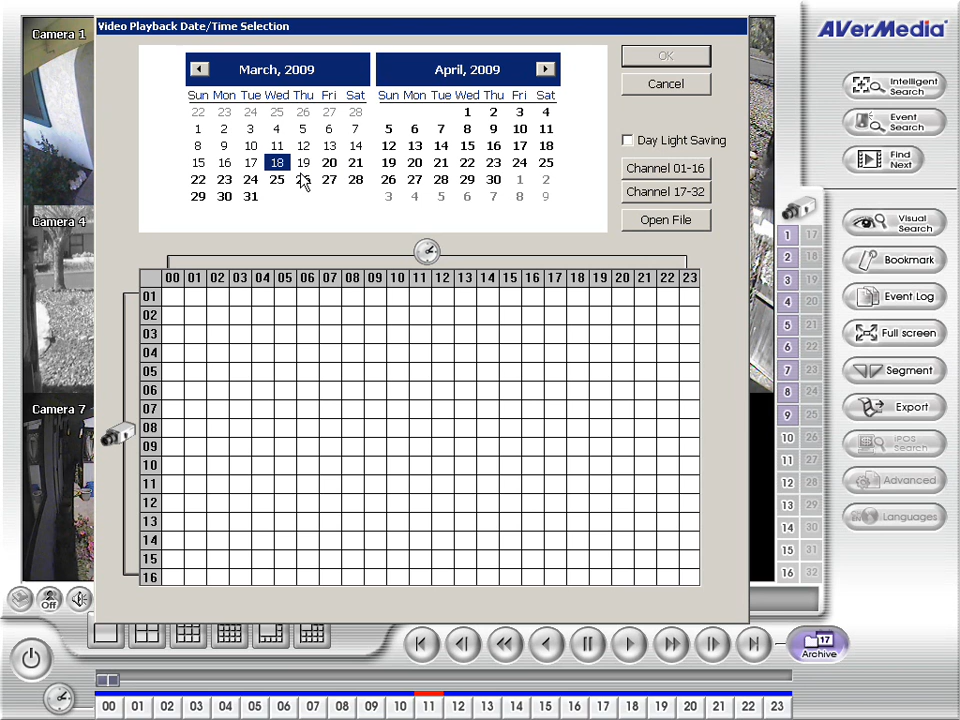 Camera 1
Camera 4
Camera 7
Video Playback Date/Time Selection
March, 2009
Sun Mon Tue Wed Thu Fri Sat
22 23 24 25 26 27 28
1 2 3 4 5 6 7
8 9 10 11 12 13 14
15 16 17 18 19 20 21
22 23 24 25 27 28
29 30 31
April, 2009
Sun Mon Tue Wed Thu Fri Sat
1 2 3 4
5 6 7 8 9 10 11
12 13 14 15 16 17 18
19 20 21 22 23 24 25
26 27 28 29 30 1 2
3 4 5 6 7 8 9
OK
Cancel
Day Light Saving
Channel 01-16
Channel 17-32
Open File
00 01 02 03 04 05 06 07 08 09 10 11 12 13 14 15 16 17 18 19 20 21 22 23
01
02
03
04
05
06
07
08
09
10
11
12
13
14
15
16
AVerMedia
Intelligent
Search
Event
Search
Find
Next
Visual
Search
Bookmark
Event Log
Full screen
Segment
Export
iPOS
Search
Advanced
Languages
1 17
2 18
3 19
4 20
5 21
6 22
7 23
8 24
9 25
10 26
11 27
12 28
13 29
14 30
15 31
16 32
Off
17
Archive
00 01 02 03 04 05 06 07 08 09 10 11 12 13 14 15 16 17 18 19 20 21 22 23